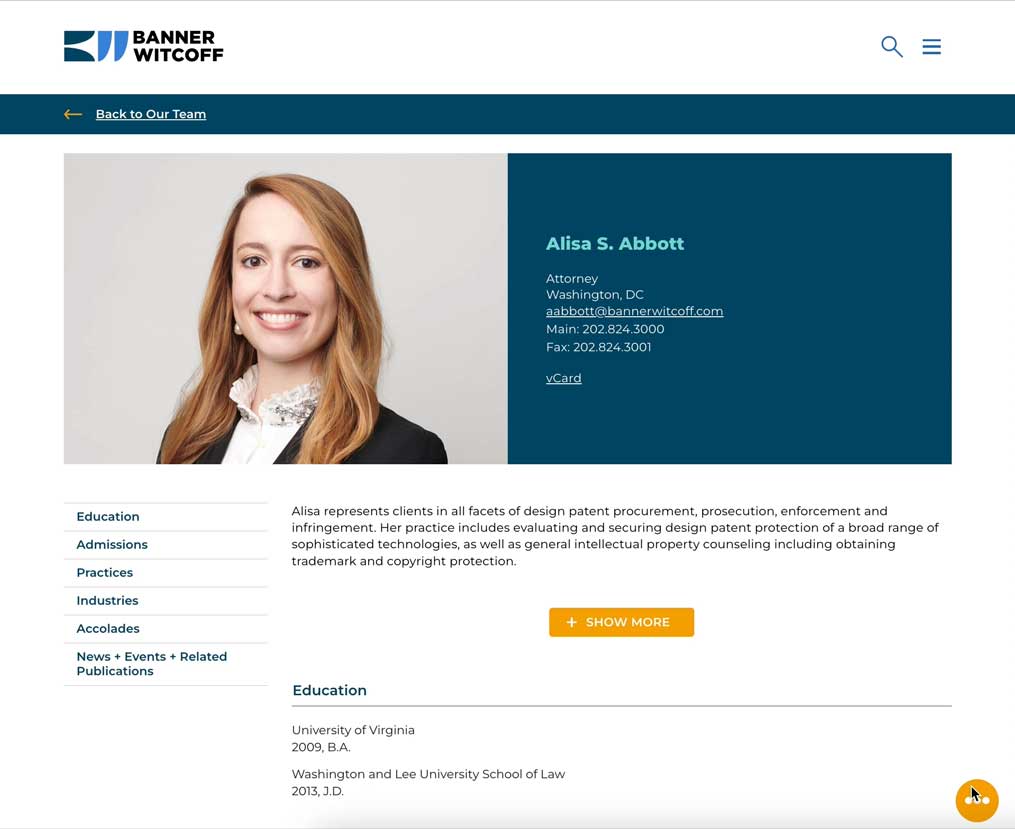 BANNER
WITCOFF
Back to Our Team
Alisa S. Abbott
Attorney
Washington, DC
aabbott@bannerwitcoff.com
Main: 202.824.3000
Fax: 202.824.3001
vCard
Education
Admissions
Practices
Industries
Accolades
News + Events + Related
Publications
Alisa represents clients in all facets of design patent procurement, prosecution, enforcement and
infringement. Her practice includes evaluating and securing design patent protection of a broad range of
sophisticated technologies, as well as general intellectual property counseling including obtaining
trademark and copyright protection.
+ SHOW MORE
Education
University of Virginia
2009, B.A.
Washington and Lee University School of Law
2013, J.D.